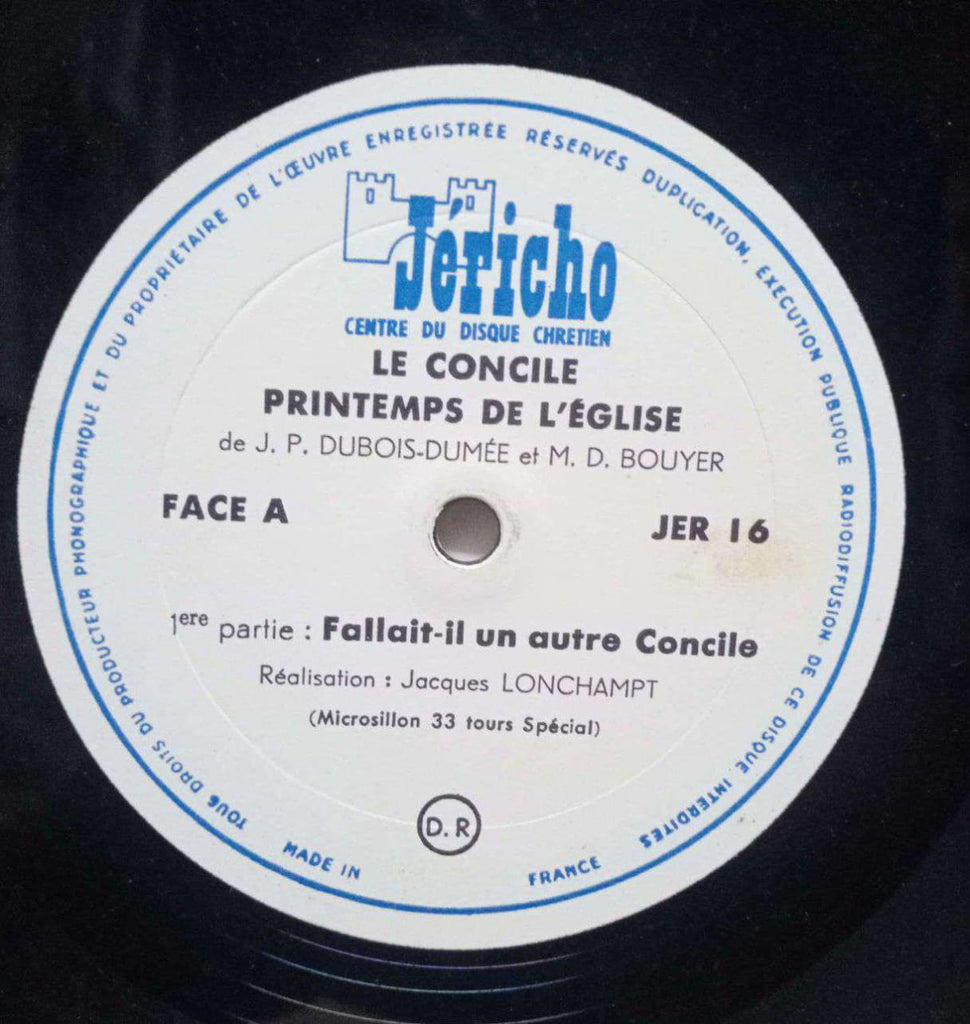 TOUS DROITS DU PRODUCTEUR PHONOGRAPHIQUE ET DU PROPRIÉTAIRE DE L'ŒUVRE ENREGISTRÉE RÉSERVÉS DUPLICATION, EXECUTION PUBLIQUE RADIODIFFUSION DE CE DISQUE INTERDITES
Jéricho
CENTRE DU DISQUE CHRETIEN
LE CONCILE
PRINTEMPS DE L'ÉGLISE
de J. P. DUBOIS-DUMÉE et M. D. BOUYER
FACE A
JER 16
1ere partie : Fallait-il un autre Concile
Réalisation : Jacques LONCHAMPT
(Microsillon 33 tours Spécial)
D.R
MADE IN FRANCE